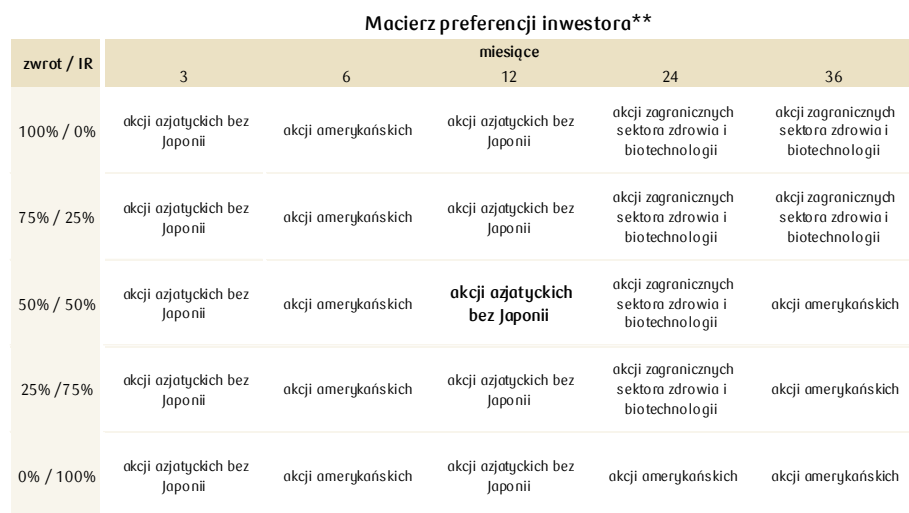 Macierz preferencji inwestora**
zwrot / IR
miesiące
3 6 12 24 36
100% / 0%
akcji azjatyckich bez
Japonii
akcji amerykańskich
akcji azjatyckich bez
Japonii
akcji zagranicznych
sektora zdrowia i
biotechnologii
akcji zagranicznych
sektora zdrowia i
biotechnologii
75% / 25%
akcji azjatyckich bez
Japonii
akcji amerykańskich
akcji azjatyckich bez
Japonii
akcji zagranicznych
sektora zdrowia i
biotechnologii
akcji zagranicznych
sektora zdrowia i
biotechnologii
50% / 50%
akcji azjatyckich bez
Japonii
akcji amerykańskich
akcji azjatyckich
bez Japonii
akcji zagranicznych
sektora zdrowia i
biotechnologii
akcji amerykańskich
25% /75%
akcji azjatyckich bez
Japonii
akcji amerykańskich
akcji azjatyckich bez
Japonii
akcji zagranicznych
sektora zdrowia i
biotechnologii
akcji amerykańskich
0% / 100%
akcji azjatyckich bez
Japonii
akcji amerykańskich
akcji azjatyckich bez
Japonii
akcji amerykańskich
akcji amerykańskich